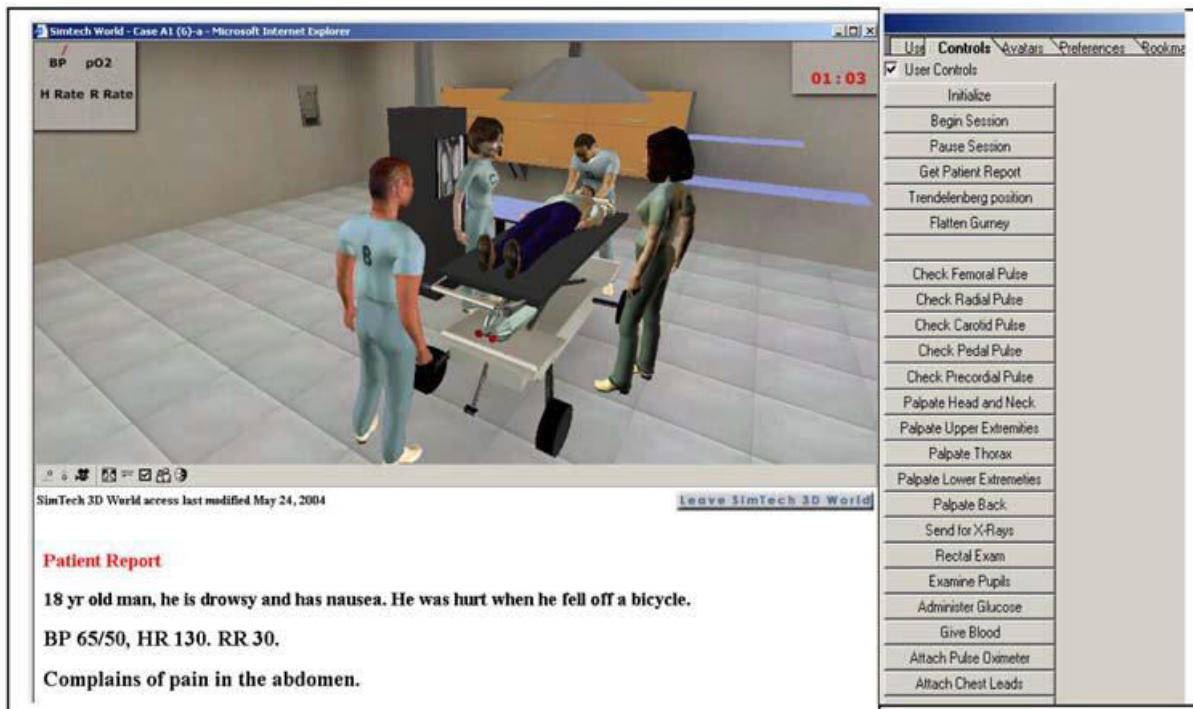 Simtech World - Case A1 (6)-a - Microsoft Internet Explorer
BP pO2
H Rate R Rate
01:03
B
SimTech 3D World access last modified May 24, 2004
Leave SimTech 3D World
Patient Report
18 yr old man, he is drowsy and has nausea. He was hurt when he fell off a bicycle.
BP 65/50, HR 130. RR 30.
Complains of pain in the abdomen.
Use Controls Avatars Preferences Bookma
User Controls
Initialize
Begin Session
Pause Session
Get Patient Report
Trendelenberg position
Flatten Gurney
Check Femoral Pulse
Check Radial Pulse
Check Carotid Pulse
Check Pedal Pulse
Check Precordial Pulse
Palpate Head and Neck
Palpate Upper Extremities
Palpate Thorax
Palpate Lower Extremeties
Palpate Back
Send for X-Rays
Rectal Exam
Examine Pupils
Administer Glucose
Give Blood
Attach Pulse Oximeter
Attach Chest Leads